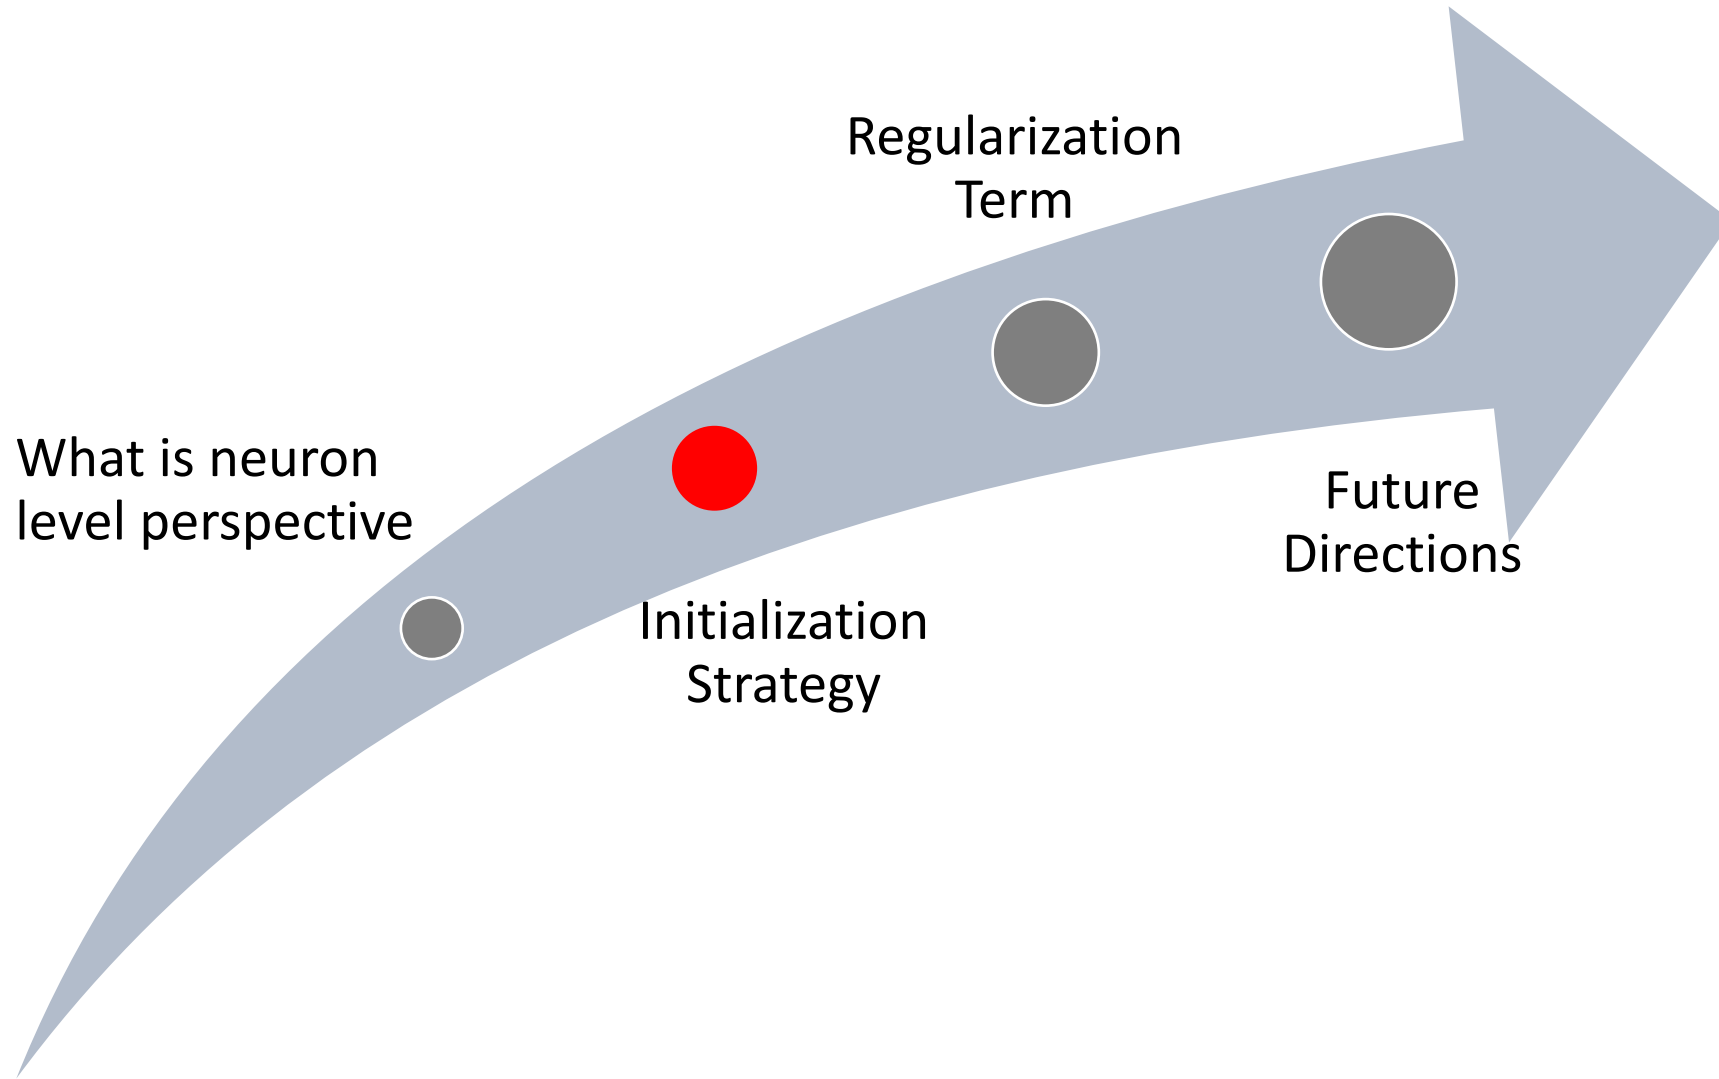 What is neuron
level perspective
Initialization
Strategy
Regularization
Term
Future
Directions